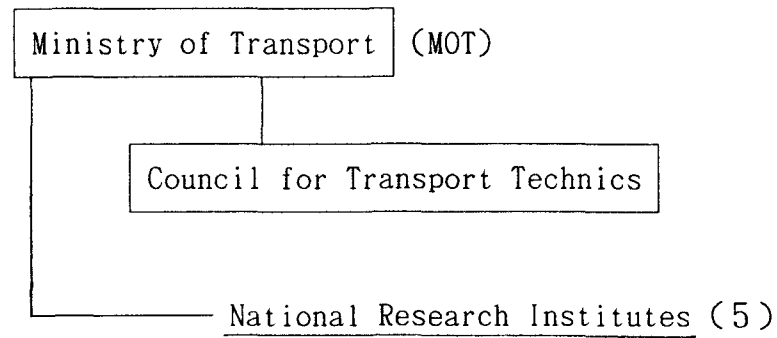 Ministry of Transport (MOT)
Council for Transport Technics
National Research Institutes (5)